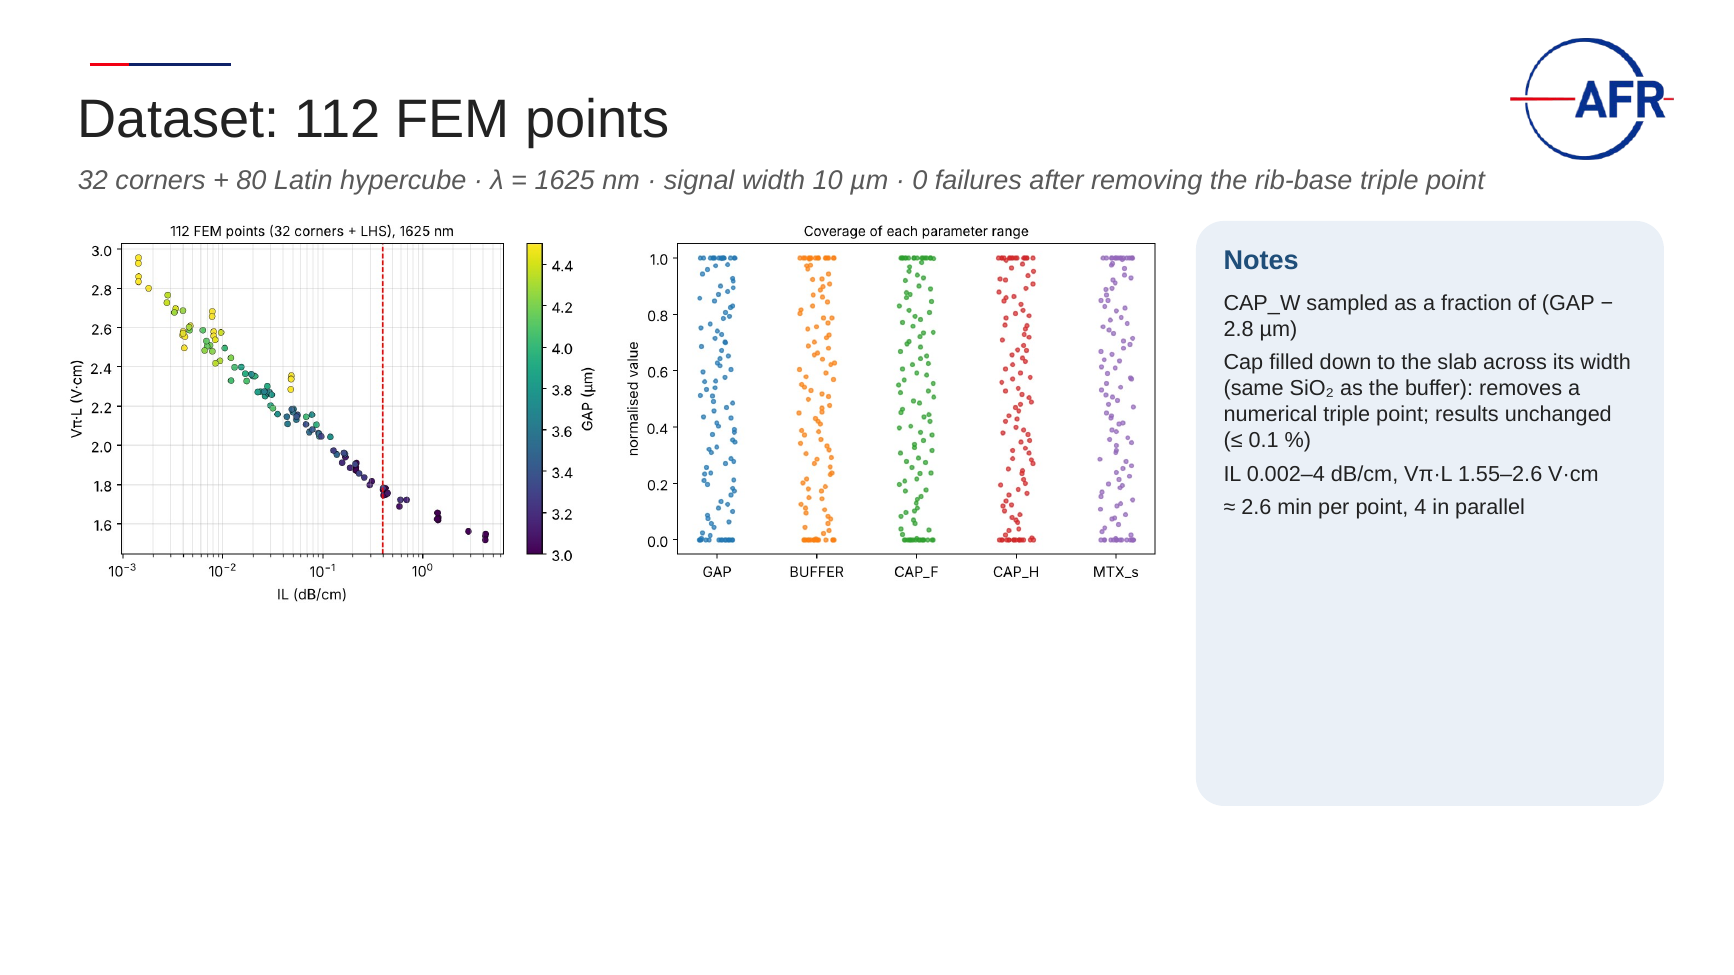 AFR
Dataset: 112 FEM points
32 corners + 80 Latin hypercube · λ = 1625 nm · signal width 10 µm · 0 failures after removing the rib-base triple point
112 FEM points (32 corners + LHS), 1625 nm
3.0
2.8
2.6
2.4
2.2
2.0
1.8
1.6
Vπ·L (V·cm)
10⁻³
10⁻²
10⁻¹
10⁰
IL (dB/cm)
4.4
4.2
4.0
3.8
3.6
3.4
3.2
3.0
GAP (µm)
Coverage of each parameter range
1.0
0.8
0.6
0.4
0.2
0.0
normalised value
GAP
BUFFER
CAP_F
CAP_H
MTX_s
Notes
CAP_W sampled as a fraction of (GAP −
2.8 µm)
Cap filled down to the slab across its width
(same SiO₂ as the buffer): removes a
numerical triple point; results unchanged
(≤ 0.1 %)
IL 0.002–4 dB/cm, Vπ·L 1.55–2.6 V·cm
≈ 2.6 min per point, 4 in parallel